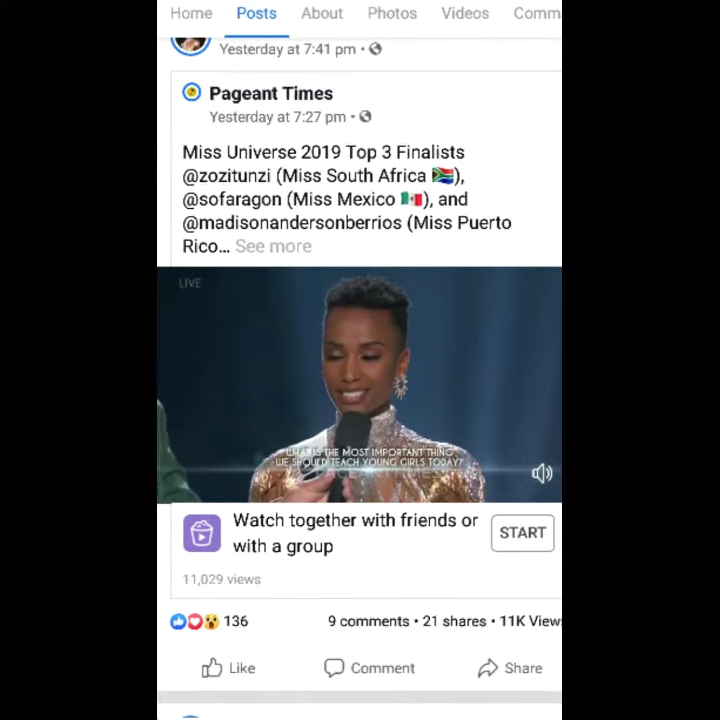 Home Posts About Photos Videos Comm
Yesterday at 7:41 pm •
Pageant Times
Yesterday at 7:27 pm •
Miss Universe 2019 Top 3 Finalists
@zozitunzi (Miss South Africa 🇿🇦),
@sofaragon (Miss Mexico 🇲🇽), and
@madisonandersonberrios (Miss Puerto
Rico... See more
LIVE
WHAT IS THE MOST IMPORTANT THING
WE SHOULD TEACH YOUNG GIRLS TODAY?
Watch together with friends or
with a group
START
11,029 views
136
9 comments • 21 shares • 11K View
Like Comment Share